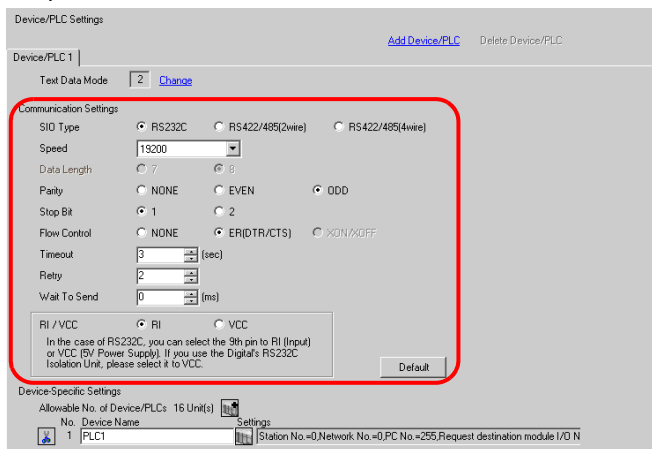 Device/PLC Settings
Add Device/PLC Delete Device/PLC
Device/PLC 1
Text Data Mode 2 Change
Communication Settings
SIO Type RS232C RS422/485(2wire) RS422/485(4wire)
Speed 19200
Data Length 7 8
Parity NONE EVEN ODD
Stop Bit 1 2
Flow Control NONE ER(DTR/CTS) XON/XOFF
Timeout 3 (sec)
Retry 2
Wait To Send 0 (ms)
RI / VCC RI VCC
In the case of RS232C, you can select the 9th pin to RI (Input)
or VCC (5V Power Supply). If you use the Digital's RS232C
Isolation Unit, please select it to VCC.
Default
Device-Specific Settings
Allowable No. of Device/PLCs 16 Unit(s)
No. Device Name Settings
1 PLC1 Station No.=0,Network No.=0,PC No.=255,Request destination module I/O N